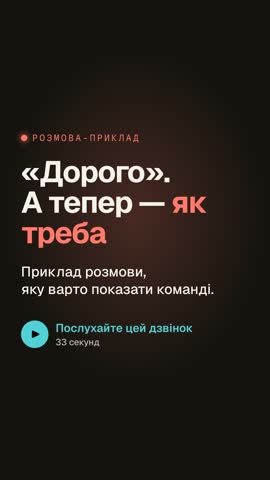 РОЗМОВА-ПРИКЛАД
«Дорого».
А тепер — як
треба
Приклад розмови,
яку варто показати команді.
Послухайте цей дзвінок
33 секунд